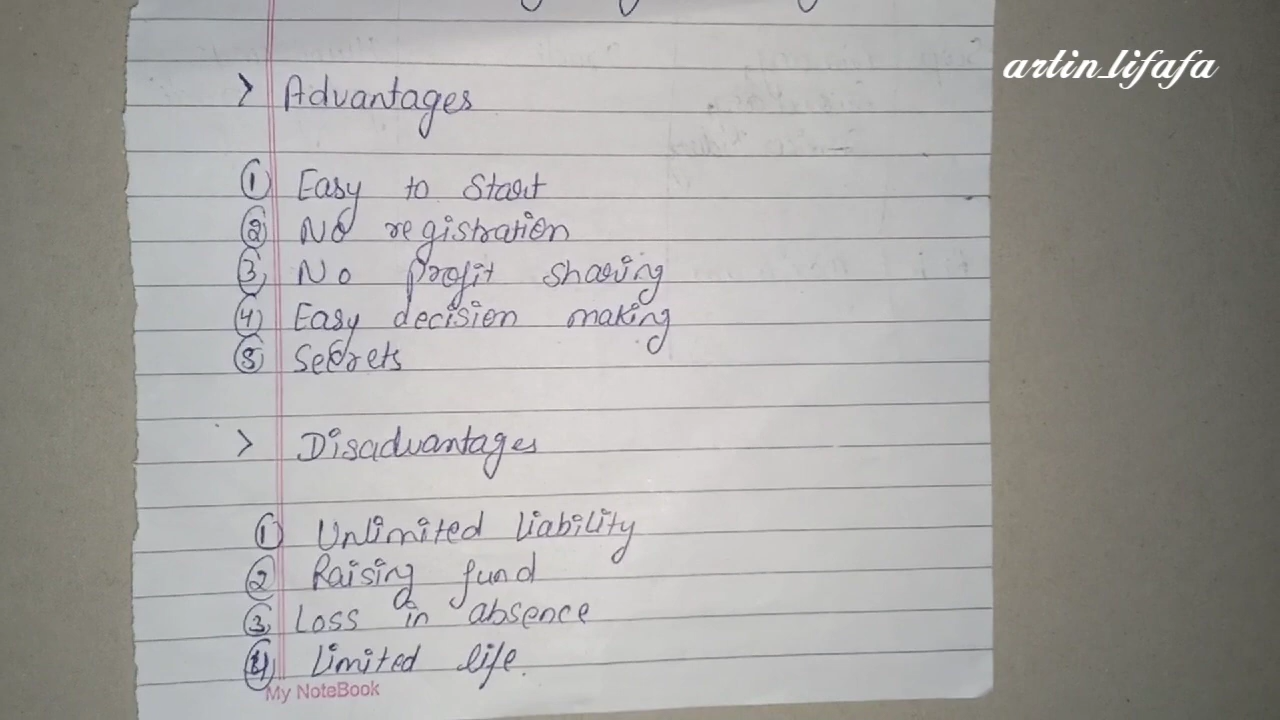 artin_lifafa
> Advantages
① Easy to Start
② No registration
③ No Profit sharing
④ Easy decision making
⑤ Secrets
> Disadvantages
① Unlimited liability
② Raising fund
③ Loss in absence
④ Limited life.
My NoteBook